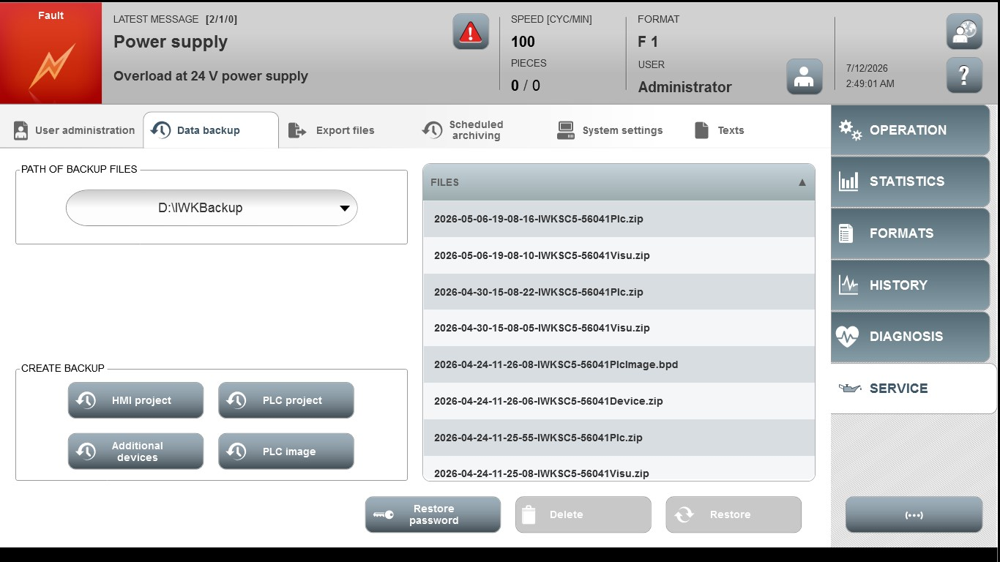 Fault
LATEST MESSAGE [2/1/0]
Power supply
Overload at 24 V power supply
SPEED [CYC/MIN]
100
PIECES
0 / 0
FORMAT
F 1
USER
Administrator
7/12/2026
2:49:01 AM
?
User administration
Data backup
Export files
Scheduled
archiving
System settings
Texts
PATH OF BACKUP FILES
D:\IWKBackup
CREATE BACKUP
HMI project
PLC project
Additional
devices
PLC image
FILES
2026-05-06-19-08-16-IWKSC5-56041Plc.zip
2026-05-06-19-08-10-IWKSC5-56041Visu.zip
2026-04-30-15-08-22-IWKSC5-56041Plc.zip
2026-04-30-15-08-05-IWKSC5-56041Visu.zip
2026-04-24-11-26-08-IWKSC5-56041PlcImage.bpd
2026-04-24-11-26-06-IWKSC5-56041Device.zip
2026-04-24-11-25-55-IWKSC5-56041Plc.zip
2026-04-24-11-25-08-IWKSC5-56041Visu.zip
Restore
password
Delete
Restore
OPERATION
STATISTICS
FORMATS
HISTORY
DIAGNOSIS
SERVICE
(...)